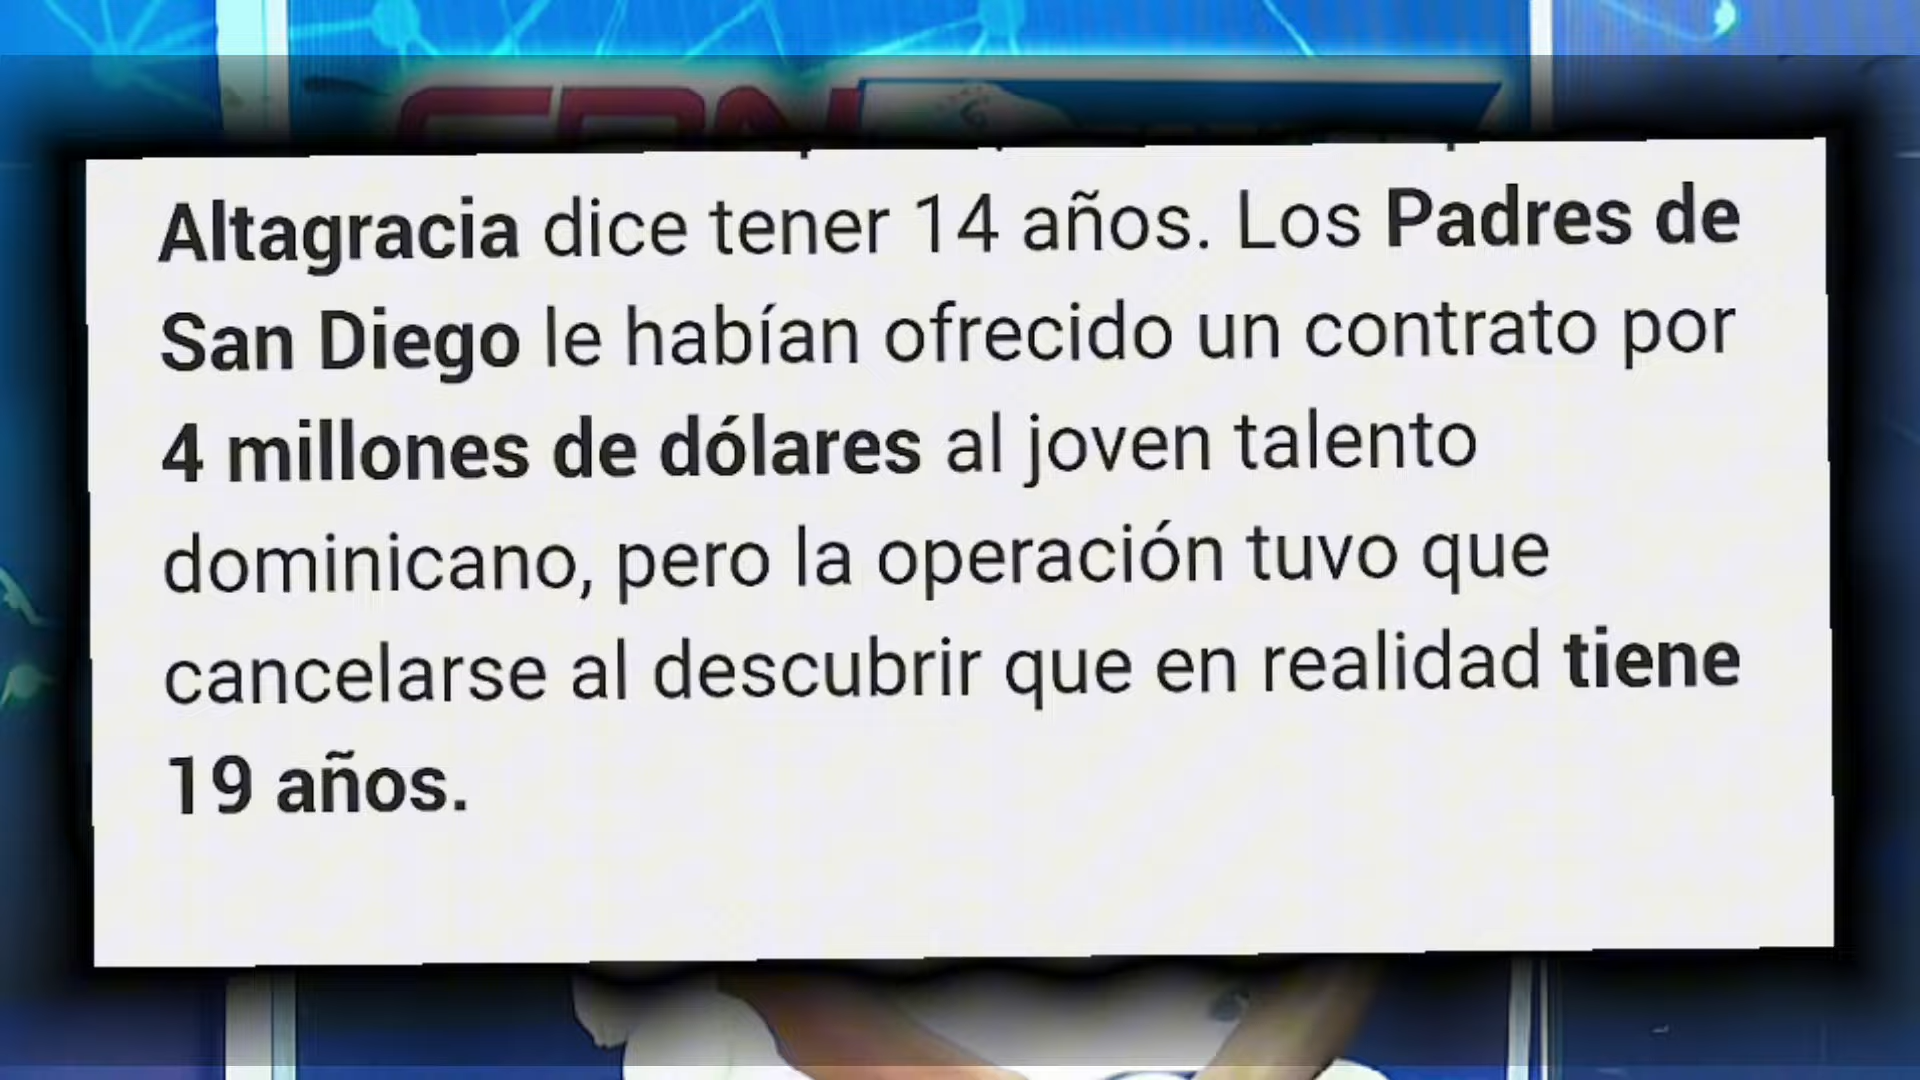 Altagracia dice tener 14 años. Los Padres de
San Diego le habían ofrecido un contrato por
4 millones de dólares al joven talento
dominicano, pero la operación tuvo que
cancelarse al descubrir que en realidad tiene
19 años.